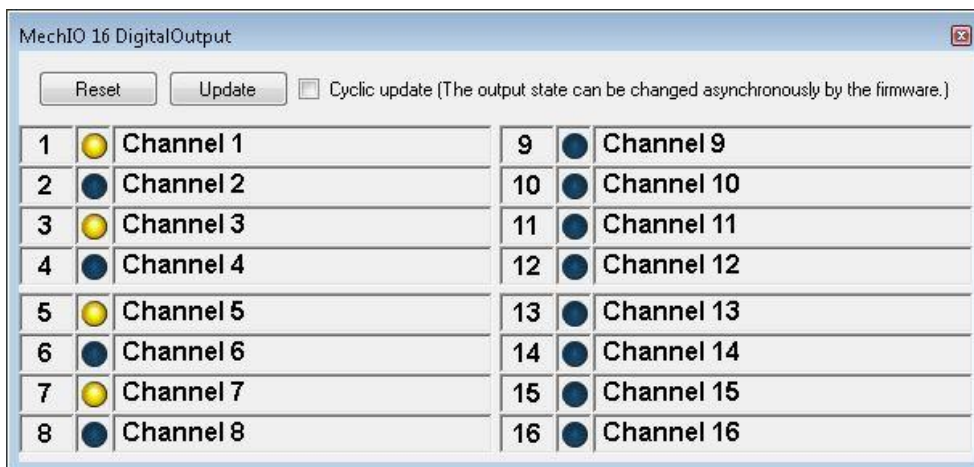 MechIO 16 DigitalOutput
Reset Update Cyclic update (The output state can be changed asynchronously by the firmware.)
1 Channel 1
2 Channel 2
3 Channel 3
4 Channel 4
5 Channel 5
6 Channel 6
7 Channel 7
8 Channel 8
9 Channel 9
10 Channel 10
11 Channel 11
12 Channel 12
13 Channel 13
14 Channel 14
15 Channel 15
16 Channel 16